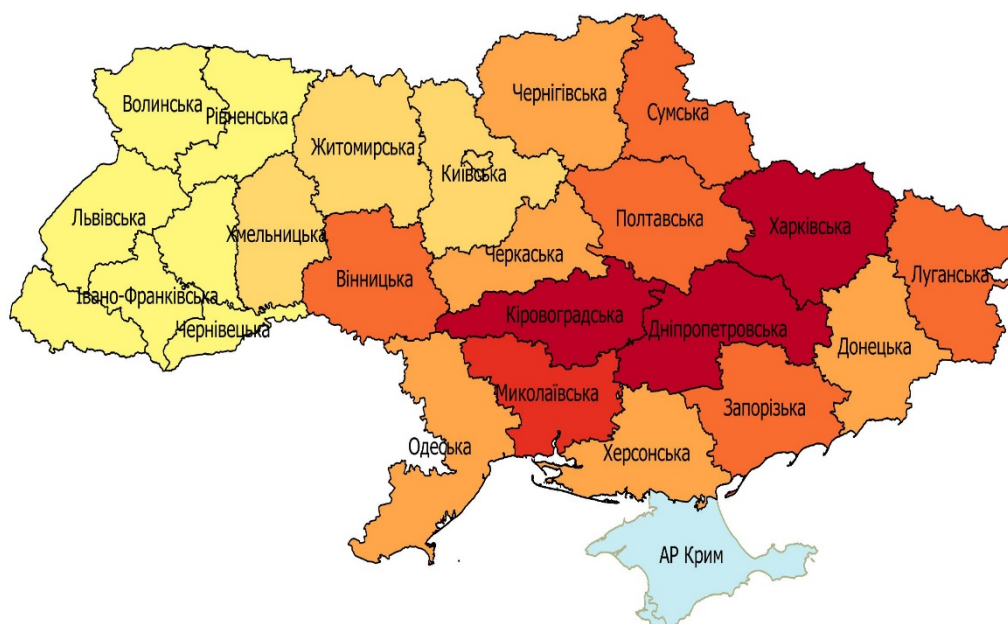 Волинська
Рівненська
Житомирська
Чернігівська
Сумська
Київська
Львівська
Хмельницька
Полтавська
Харківська
Черкаська
Вінницька
Луганська
Івано-Франківська
Чернівецька
Кіровоградська
Дніпропетровська
Донецька
Миколаївська
Запорізька
Одеська
Херсонська
АР Крим